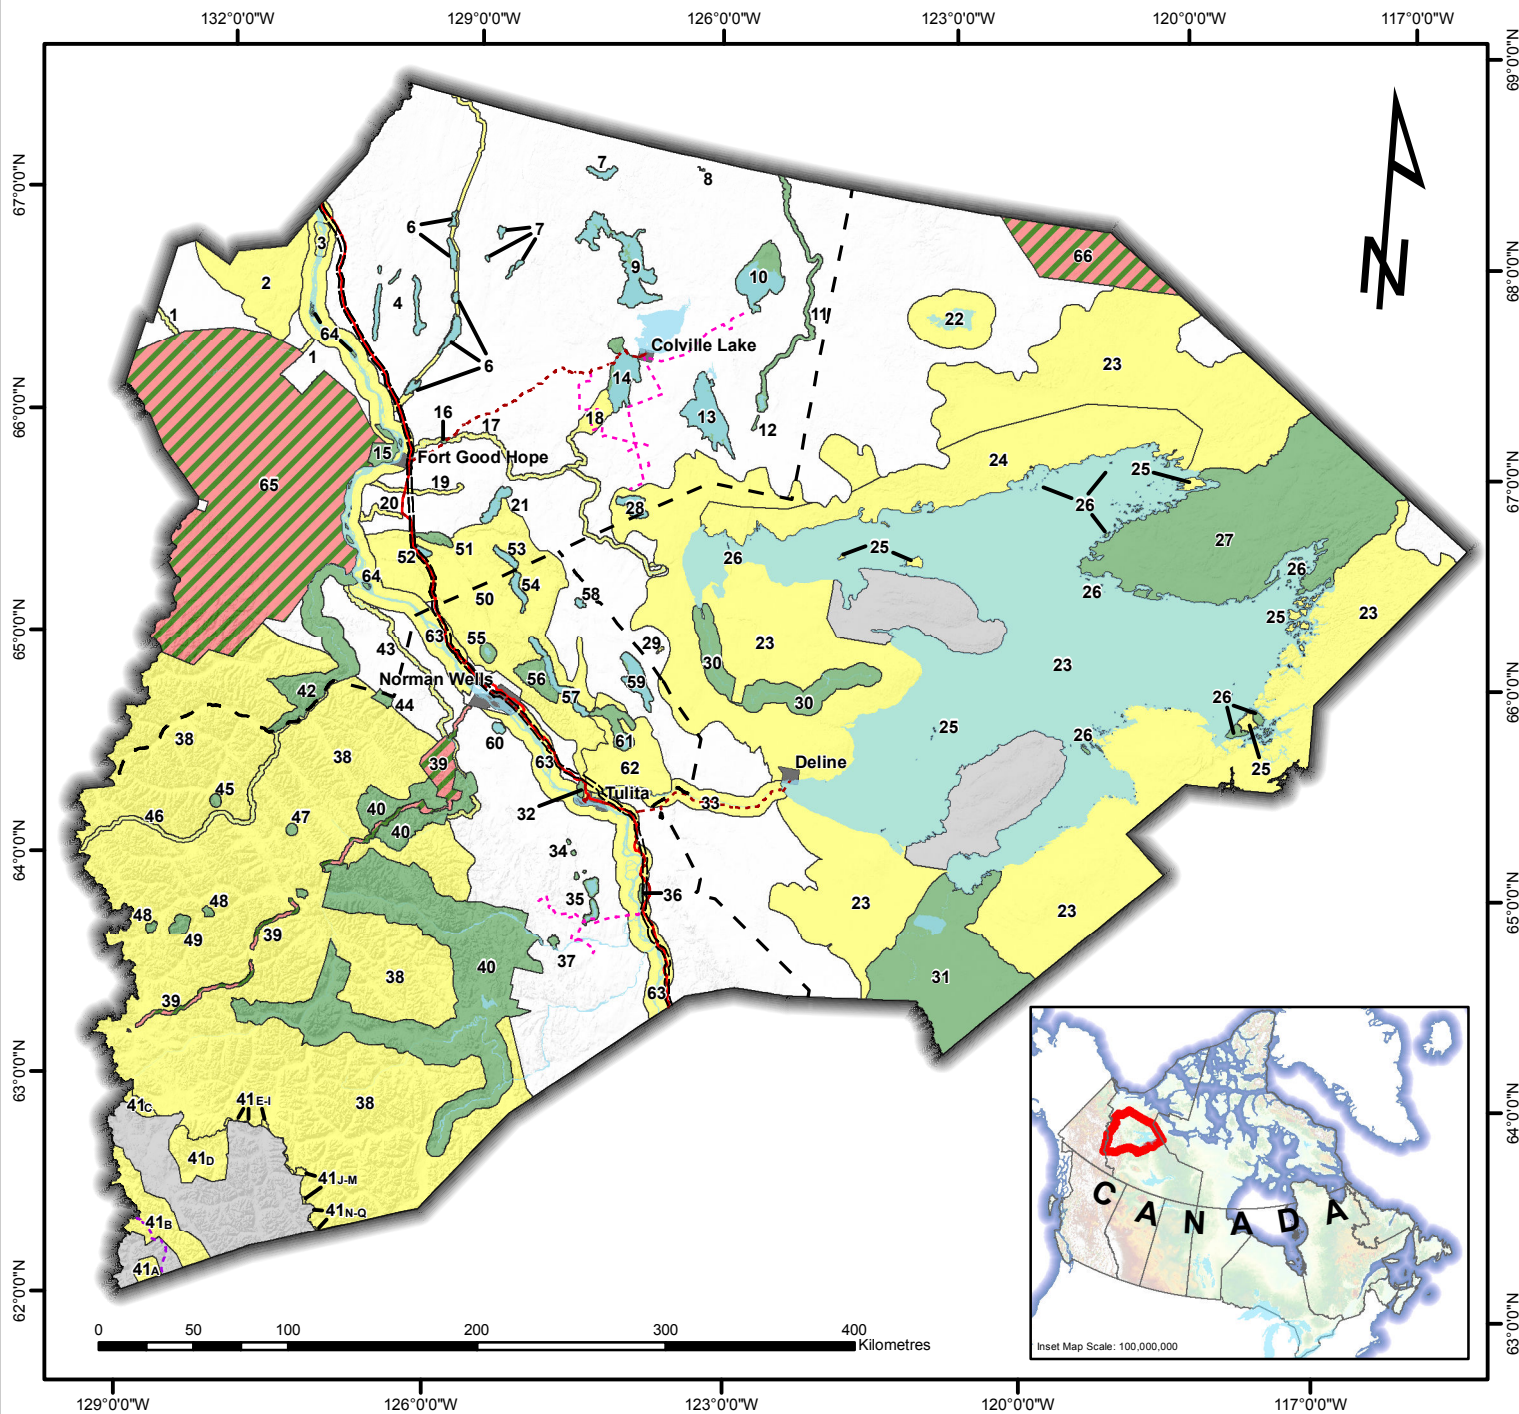 132°0'0"W 129°0'0"W 126°0'0"W 123°0'0"W 120°0'0"W 117°0'0"W
69°0'0"N
67°0'0"N
68°0'0"N
66°0'0"N
67°0'0"N
65°0'0"N
66°0'0"N
64°0'0"N
65°0'0"N
63°0'0"N
64°0'0"N
62°0'0"N
63°0'0"N
N
7
8
6
7
3
9
66
2
10
4
1
11
22
64
1
Colville Lake
6
23
14
16
17
18
13
12
15
Fort Good Hope
24
25
65
19
20
21
28
26
27
52
51
53
25
26
64
54
50
58
26
26
63
55
43
29
23
25
23
30
23
Norman Wells
56
59
42
44
57
30
26
38
60
61
25
26
38
39
63
62
Deline
25
45
32
Tulita
33
46
40
47
40
34
48
48
35
36
23
23
49
39
38
40
37
31
39
63
38
41C
41E-I
41D
41J-M
41B
41N-Q
41A
0 50 100 200 300 400
Kilometres
CANADA
Inset Map Scale: 100,000,000
129°0'0"W 126°0'0"W 123°0'0"W 120°0'0"W 117°0'0"W